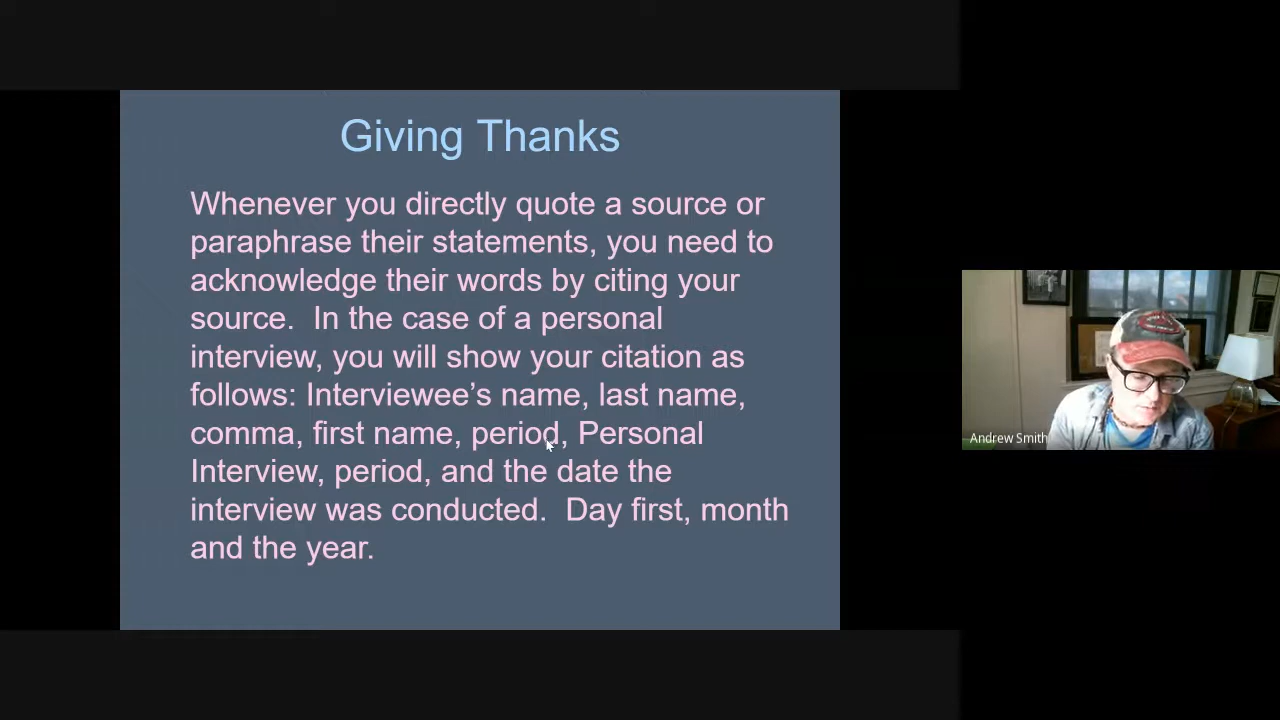 Giving Thanks
Whenever you directly quote a source or
paraphrase their statements, you need to
acknowledge their words by citing your
source.  In the case of a personal
interview, you will show your citation as
follows: Interviewee’s name, last name,
comma, first name, period, Personal
Interview, period, and the date the
interview was conducted.  Day first, month
and the year.
Andrew Smith